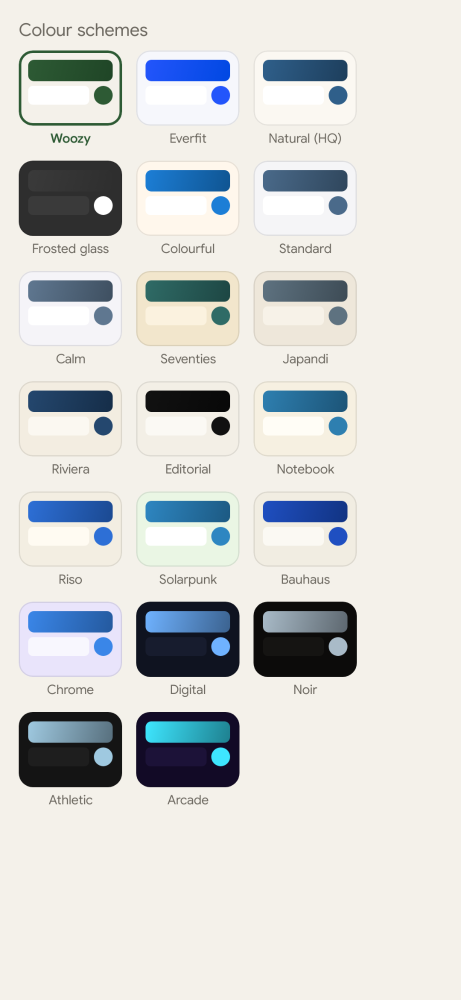 Colour schemes
Woozy
Everfit
Natural (HQ)
Frosted glass
Colourful
Standard
Calm
Seventies
Japandi
Riviera
Editorial
Notebook
Riso
Solarpunk
Bauhaus
Chrome
Digital
Noir
Athletic
Arcade